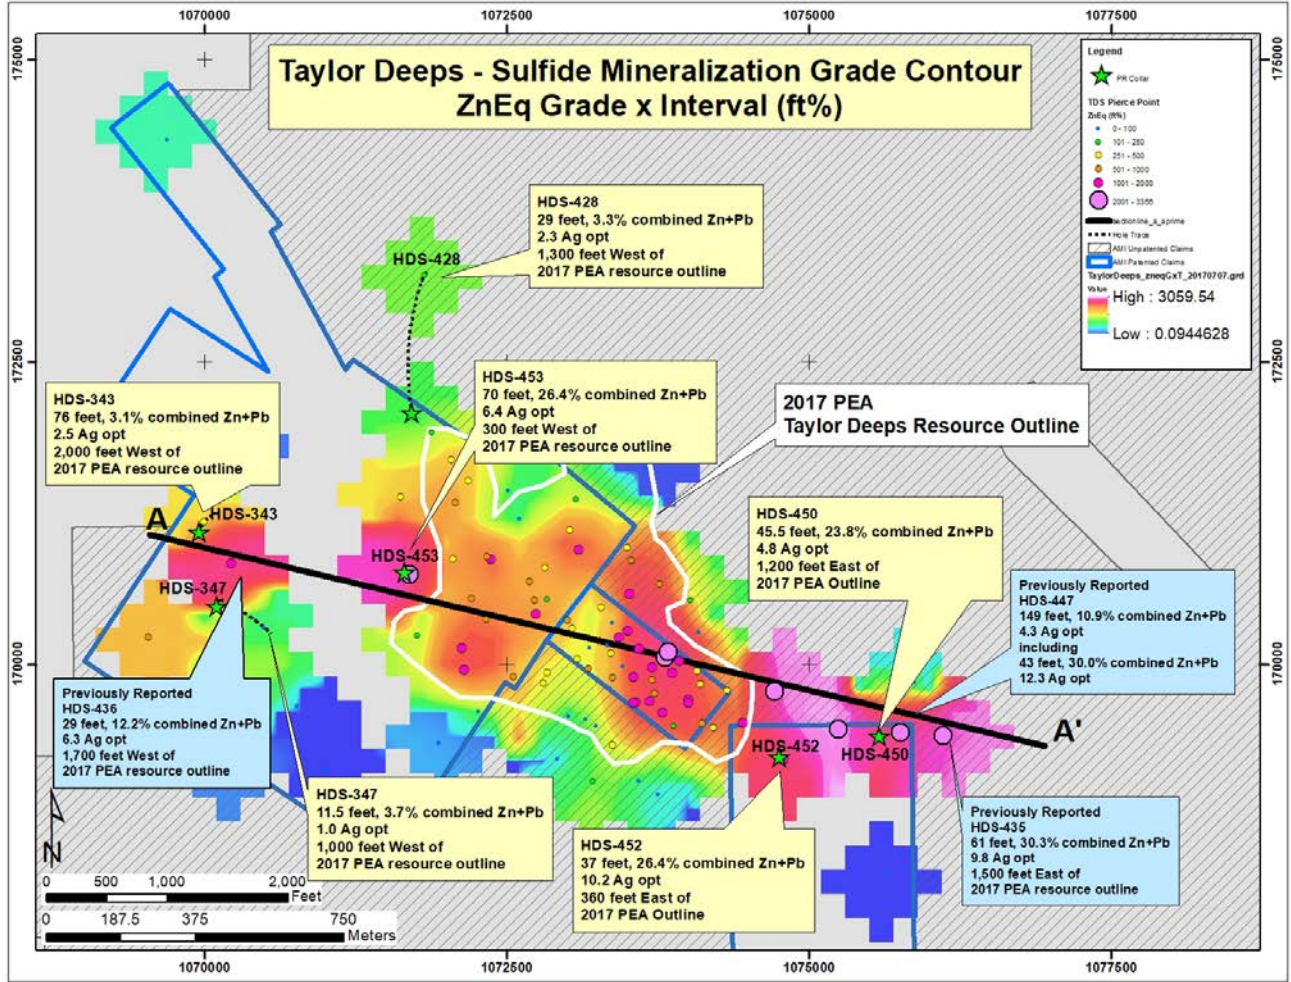 1070000
1072500
1075000
1077500
175000
175000
172500
172500
170000
170000
1070000
1072500
1075000
1077500
Taylor Deeps - Sulfide Mineralization Grade Contour
ZnEq Grade x Interval (ft%)
Legend
PR Collar
TDS Pierce Point
ZnEq (ft%)
0 - 100
101 - 250
251 - 500
501 - 1000
1001 - 2000
2001 - 3355
sectionline_a_aprime
Hole Trace
AMI Unpatented Claims
AMI Patented Claims
TaylorDeeps_zneqGxT_20170707.grd
Value
High : 3059.54
Low : 0.0944628
HDS-428
29 feet, 3.3% combined Zn+Pb
2.3 Ag opt
1,300 feet West of
2017 PEA resource outline
HDS-428
HDS-453
70 feet, 26.4% combined Zn+Pb
6.4 Ag opt
300 feet West of
2017 PEA resource outline
HDS-343
76 feet, 3.1% combined Zn+Pb
2.5 Ag opt
2,000 feet West of
2017 PEA resource outline
2017 PEA
Taylor Deeps Resource Outline
A
HDS-343
HDS-453
HDS-347
HDS-450
45.5 feet, 23.8% combined Zn+Pb
4.8 Ag opt
1,200 feet East of
2017 PEA Outline
Previously Reported
HDS-447
149 feet, 10.9% combined Zn+Pb
4.3 Ag opt
including
43 feet, 30.0% combined Zn+Pb
12.3 Ag opt
Previously Reported
HDS-436
29 feet, 12.2% combined Zn+Pb
6.3 Ag opt
1,700 feet West of
2017 PEA resource outline
A'
HDS-452
HDS-450
HDS-347
11.5 feet, 3.7% combined Zn+Pb
1.0 Ag opt
1,000 feet West of
2017 PEA resource outline
HDS-452
37 feet, 26.4% combined Zn+Pb
10.2 Ag opt
360 feet East of
2017 PEA Outline
Previously Reported
HDS-435
61 feet, 30.3% combined Zn+Pb
9.8 Ag opt
1,500 feet East of
2017 PEA resource outline
N
0 500 1,000 2,000
Feet
0 187.5 375 750
Meters